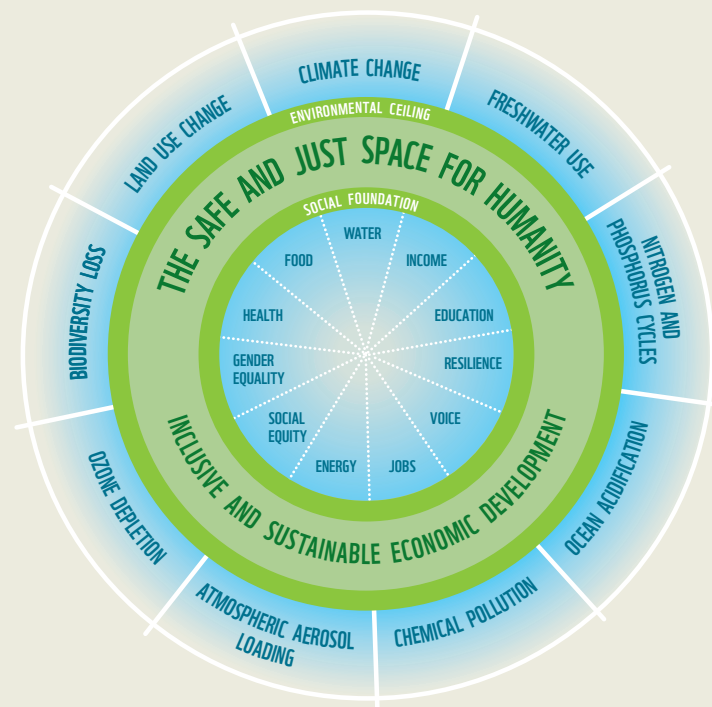 CLIMATE CHANGE
FRESHWATER USE
NITROGEN AND
PHOSPHORUS CYCLES
OCEAN ACIDIFICATION
CHEMICAL POLLUTION
ATMOSPHERIC AEROSOL
LOADING
OZONE DEPLETION
BIODIVERSITY LOSS
LAND USE CHANGE
ENVIRONMENTAL CEILING
THE SAFE AND JUST SPACE FOR HUMANITY
SOCIAL FOUNDATION
WATER
INCOME
EDUCATION
RESILIENCE
VOICE
JOBS
ENERGY
SOCIAL
EQUITY
GENDER
EQUALITY
HEALTH
FOOD
INCLUSIVE AND SUSTAINABLE ECONOMIC DEVELOPMENT